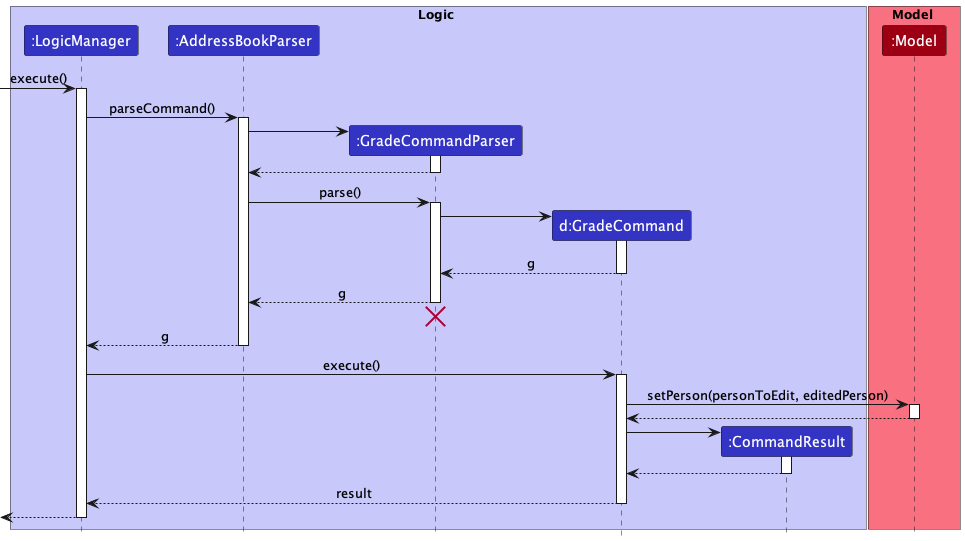 Logic
Model
:LogicManager
:AddressBookParser
:Model
execute()
parseCommand()
:GradeCommandParser
parse()
d:GradeCommand
g
g
g
execute()
setPerson(personToEdit, editedPerson)
:CommandResult
result